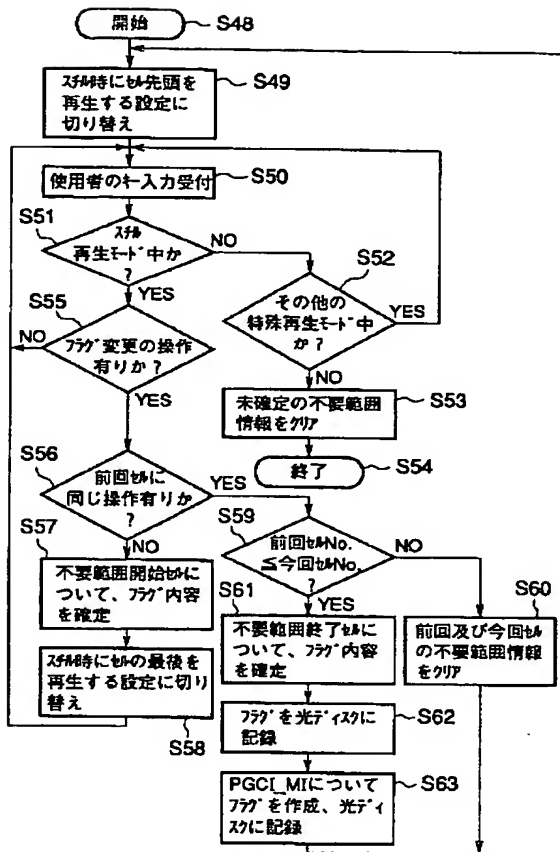 開始
S48
ｽﾁﾙ時にｾﾙ先頭を
再生する設定に
切り替え
S49
使用者のｷｰ入力受付
S50
S51
ｽﾁﾙ
再生ﾓｰﾄﾞ中か
?
NO
YES
S52
その他の
特殊再生ﾓｰﾄﾞ中
か?
YES
NO
S55
NO
ﾌﾗｸﾞ変更の操作
有りか?
YES
未確定の不要範囲
情報をｸﾘｱ
S53
終了
S54
S56
前回ｾﾙに
同じ操作有りか
?
YES
NO
S57
不要範囲開始ｾﾙに
ついて、ﾌﾗｸﾞ内容
を確定
ｽﾁﾙ時にｾﾙの最後を
再生する設定に切り
替え
S58
S59
前回ｾﾙNo.
≦今回ｾﾙNo.
?
NO
YES
S60
前回及び今回ｾﾙ
の不要範囲情報
をｸﾘｱ
S61
不要範囲終了ｾﾙに
ついて、ﾌﾗｸﾞ内容
を確定
ﾌﾗｸﾞを光ﾃﾞｨｽｸに
記録
S62
PGCI_MIについて
ﾌﾗｸﾞを作成、光ﾃﾞｨ
ｽｸに記録
S63